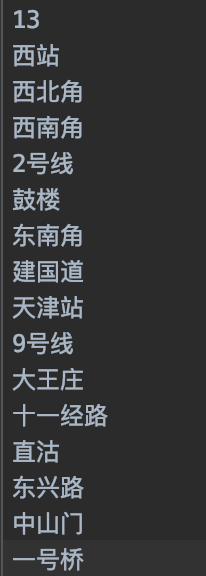 13
西站
西北角
西南角
2号线
鼓楼
东南角
建国道
天津站
9号线
大王庄
十一经路
直沽
东兴路
中山门
一号桥